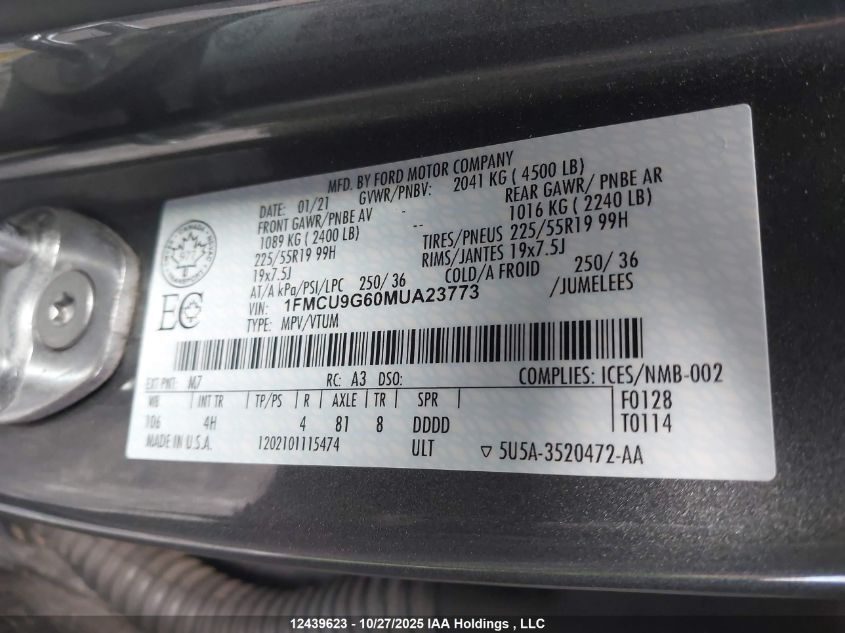 MFD. BY FORD MOTOR COMPANY
DATE: 01/21 GVWR/PNBV: 2041 KG ( 4500 LB)
FRONT GAWR/PNBE AV - REAR GAWR/ PNBE AR
1089 KG ( 2400 LB) -- 1016 KG ( 2240 LB)
225/55R19 99H TIRES/PNEUS 225/55R19 99H
19x7.5J RIMS/JANTES 19x7.5J
AT/A kPa/PSI/LPC 250/ 36 COLD/A FROID 250/ 36
VIN: 1FMCU9G60MUA23773 /JUMELEES
TYPE: MPV/VTUM
EC
EXT PNT: M7 RC: A3 DSO: COMPLIES: ICES/NMB-002
WB INT TR TP/PS R AXLE TR SPR F0128
106 4H 4 81 8 DDDD T0114
MADE IN U.S.A. 1202101115474 ULT 5U5A-3520472-AA
12439623 - 10/27/2025 IAA Holdings , LLC